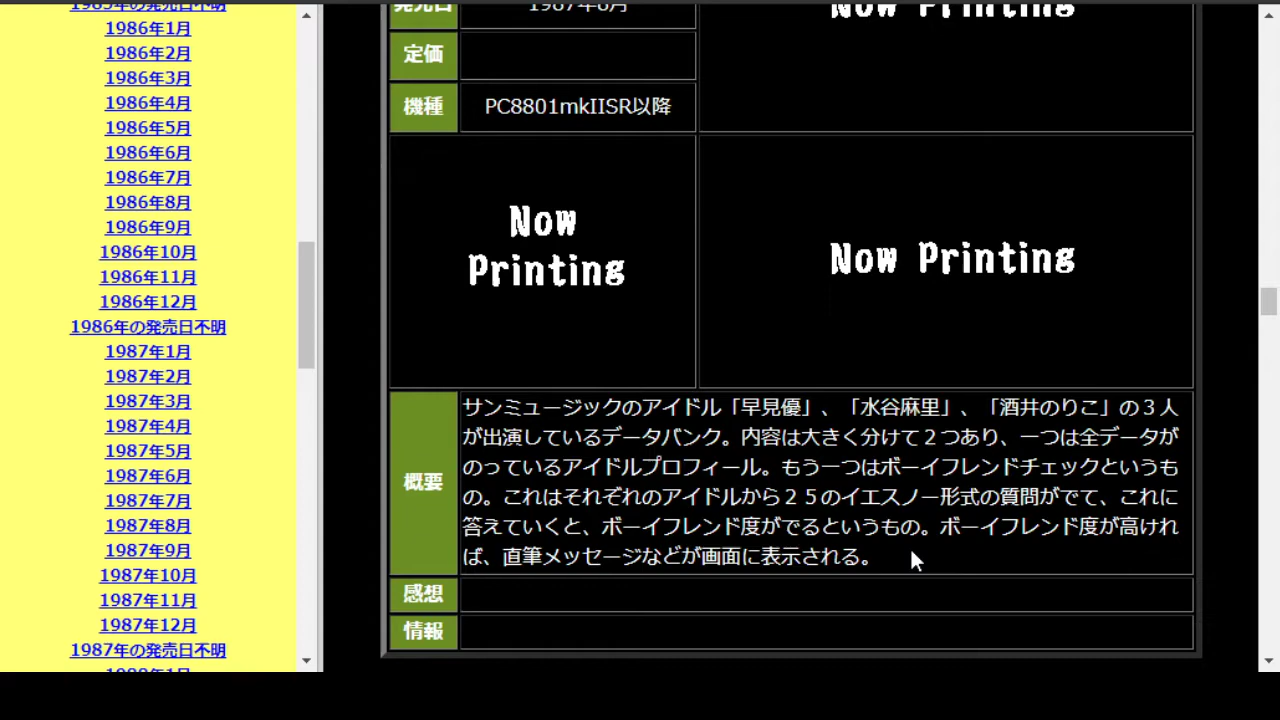 1985年の発売日不明
1986年1月
1986年2月
1986年3月
1986年4月
1986年5月
1986年6月
1986年7月
1986年8月
1986年9月
1986年10月
1986年11月
1986年12月
1986年の発売日不明
1987年1月
1987年2月
1987年3月
1987年4月
1987年5月
1987年6月
1987年7月
1987年8月
1987年9月
1987年10月
1987年11月
1987年12月
1987年の発売日不明
1988年1月
発売日
Now Printing
定価
機種 PC8801mkIISR以降
Now
Printing
Now Printing
概要
サンミュージックのアイドル「早見優」、「水谷麻里」、「酒井のりこ」の３人
が出演しているデータバンク。内容は大きく分けて２つあり、一つは全データが
のっているアイドルプロフィール。もう一つはボーイフレンドチェックというも
の。これはそれぞれのアイドルから２５のイエスノー形式の質問がでて、これに
答えていくと、ボーイフレンド度がでるというもの。ボーイフレンド度が高けれ
ば、直筆メッセージなどが画面に表示される。
感想
情報